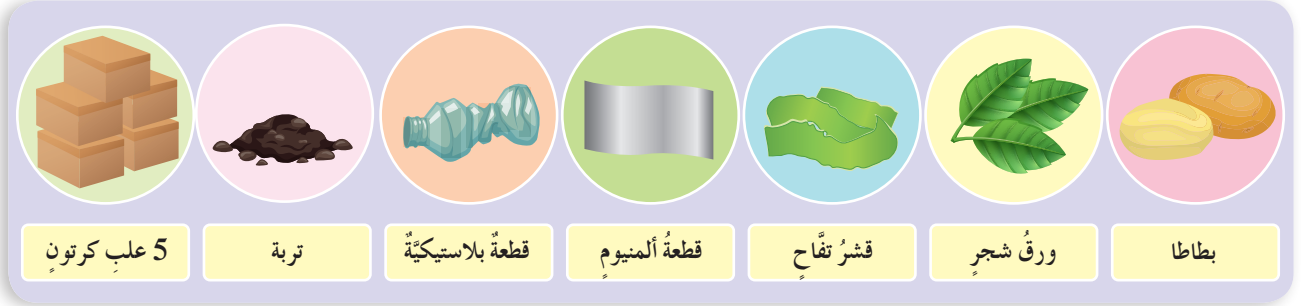 بطاطا
ورقُ شجرٍ
قشرُ تفَّاحٍ
قطعةُ ألمنيومٍ
قطعةٌ بلاستيكيَّةٌ
تربة
5 علبِ كرتونٍ